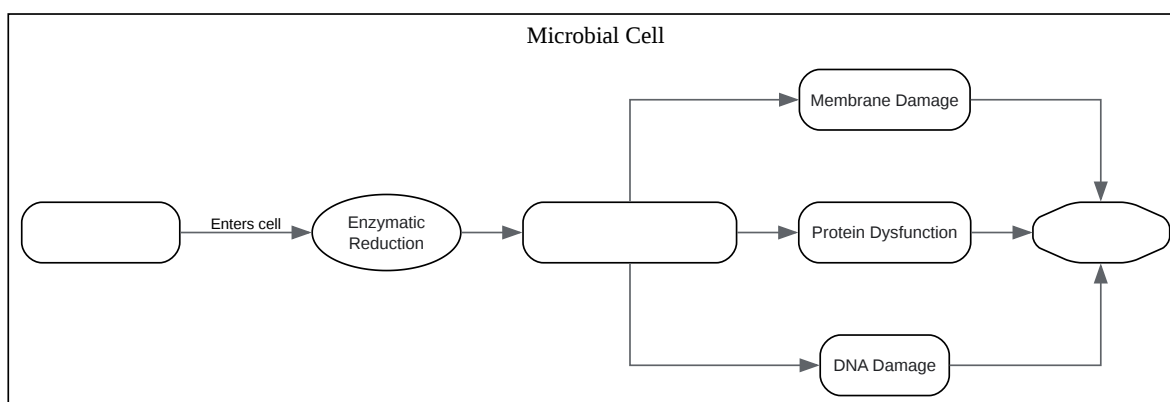 Microbial Cell
Membrane Damage
Enters cell
Enzymatic
Reduction
Protein Dysfunction
DNA Damage